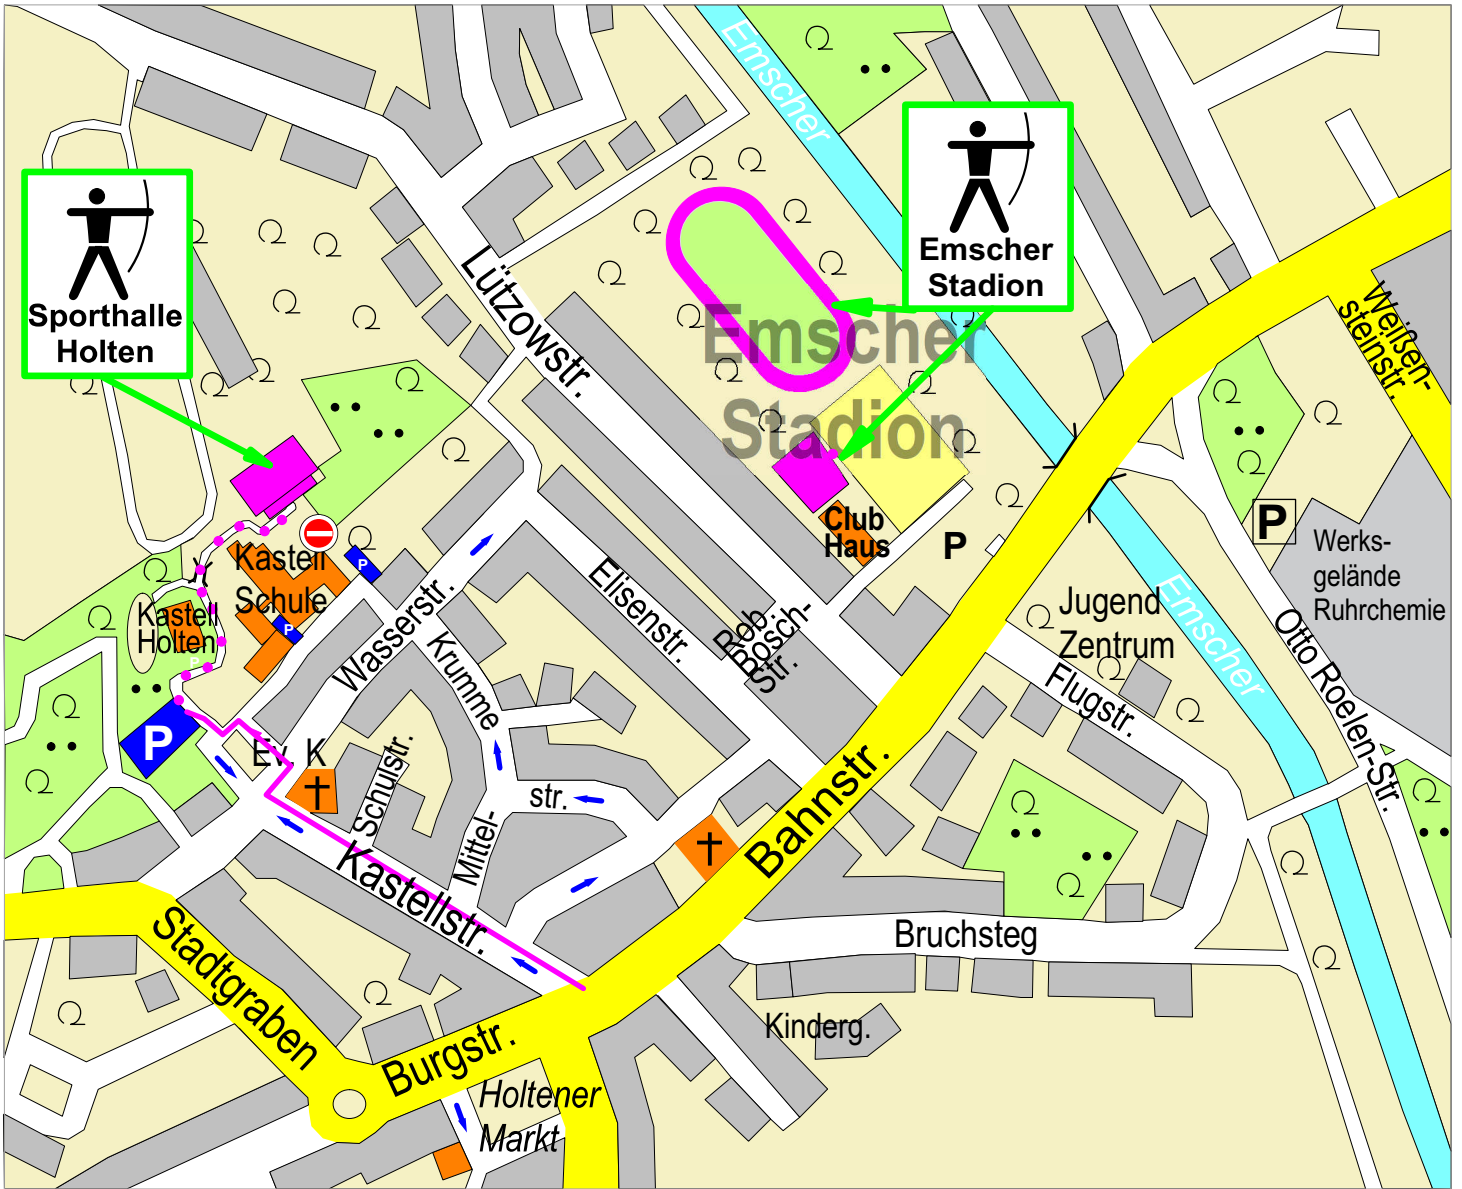 Emscher
Emscher
Stadion
Sporthalle
Holten
Lützowstr.
Emscher
Stadion
Weißen-
steinstr.
Club
Haus
P
P
Werks-
gelände
Ruhrchemie
Kastell
Schule
P
P
Kastell
Holten
P
P
Wasserstr.
Krumme
Elisenstr.
Rob.
Bosch-
Str.
Jugend
Zentrum
Flugstr.
Emscher
Otto Roelen-Str.
Ev. K
Schulstr.
Mittel-
str.
Kastellstr.
Bahnstr.
Bruchsteg
Kinderg.
Stadtgraben
Burgstr.
Holtener
Markt